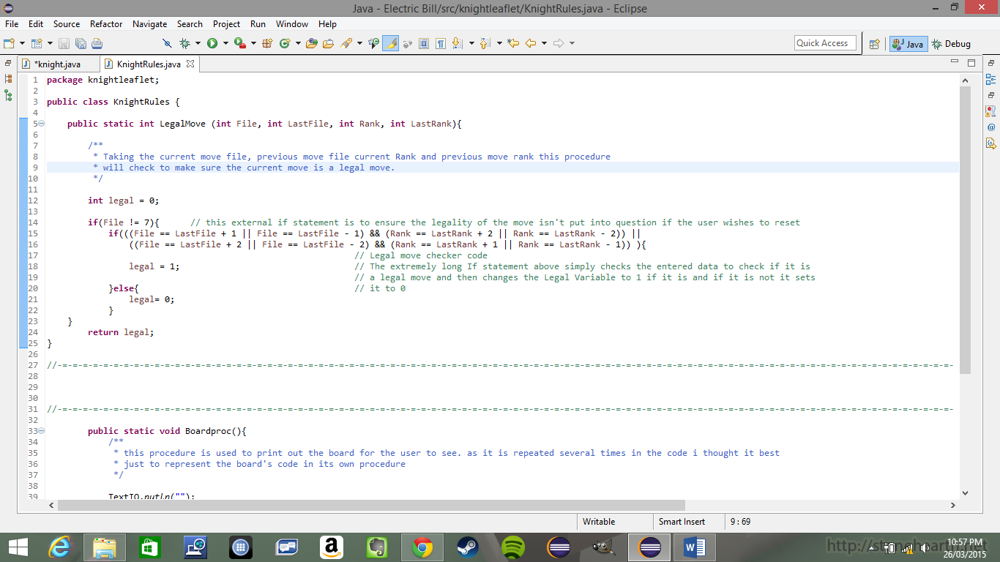 Java - Electric Bill/src/knightleaflet/KnightRules.java - Eclipse
File Edit Source Refactor Navigate Search Project Run Window Help
Quick Access Java Debug
*knight.java KnightRules.java
1 package knightleaflet;
2
3 public class KnightRules {
4
5 public static int LegalMove (int File, int LastFile, int Rank, int LastRank){
6
7 /**
8 * Taking the current move file, previous move file current Rank and previous move rank this procedure
9 * will check to make sure the current move is a legal move.
10 */
11
12 int legal = 0;
13
14 if(File != 7){ // this external if statement is to ensure the legality of the move isn't put into question if the user wishes to reset
15 if(((File == LastFile + 1 || File == LastFile - 1) && (Rank == LastRank + 2 || Rank == LastRank - 2)) ||
16 ((File == LastFile + 2 || File == LastFile - 2) && (Rank == LastRank + 1 || Rank == LastRank - 1)) ){
17 // Legal move checker code
18 legal = 1; // The extremely long If statement above simply checks the entered data to check if it is
19 // a legal move and then changes the Legal Variable to 1 if it is and if it is not it sets
20 }else{ // it to 0
21 legal= 0;
22 }
23 }
24 return legal;
25 }
26
27 //-=-=-=-=-=-=-=-=-=-=-=-=-=-=-=-=-=-=-=-=-=-=-=-=-=-=-=-=-=-=-=-=-=-=-=-=-=-=-=-=-=-=-=-=-=-=-=-=-=-=-=-=-=-=-=-=-=-=-=-=-=-=-=-=-=-=-=-=-=-=-=-=-=-=-=-=-=-=-=-=-=-=-=-=-=-=-=-
28
29
30
31 //-=-=-=-=-=-=-=-=-=-=-=-=-=-=-=-=-=-=-=-=-=-=-=-=-=-=-=-=-=-=-=-=-=-=-=-=-=-=-=-=-=-=-=-=-=-=-=-=-=-=-=-=-=-=-=-=-=-=-=-=-=-=-=-=-=-=-=-=-=-=-=-=-=-=-=-=-=-=-=-=-=-=-=-=-=-=-=-
32
33 public static void Boardproc(){
34 /**
35 * this procedure is used to print out the board for the user to see. as it is repeated several times in the code i thought it best
36 * just to represent the board's code in its own procedure
37 */
38
39 TextIO.putln("");
Writable Smart Insert 9 : 69
10:57 PM
26/03/2015